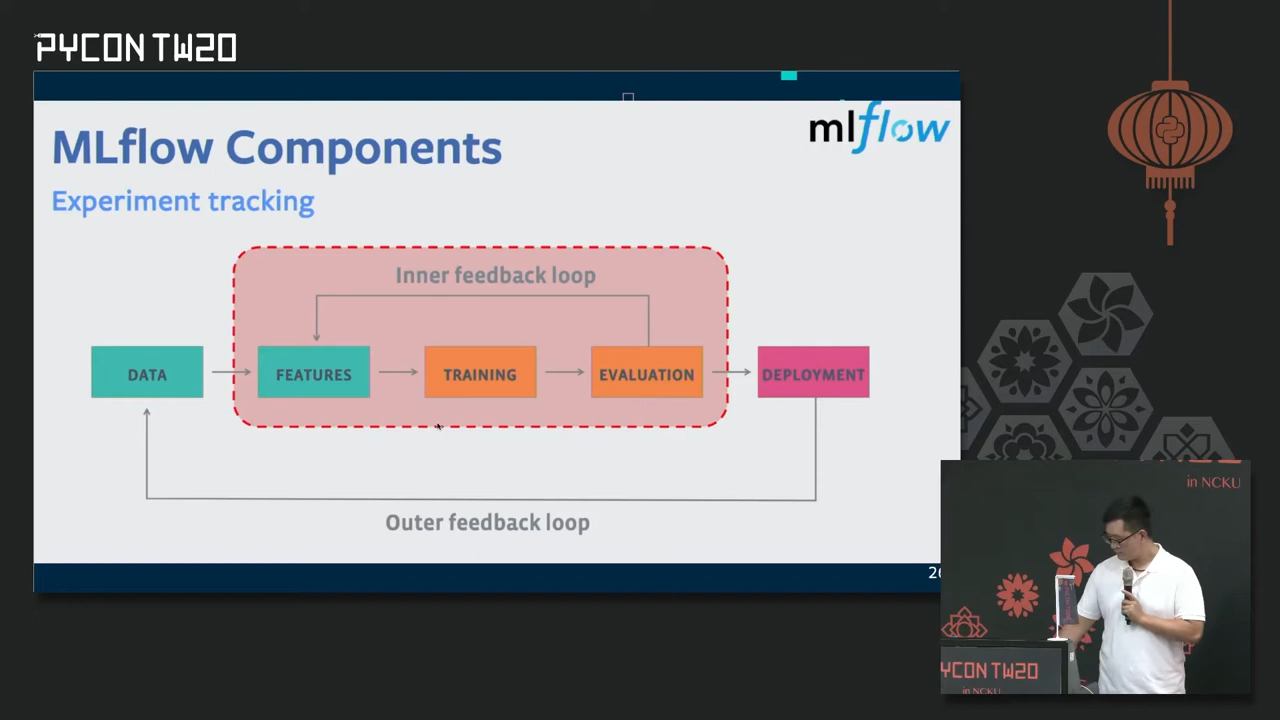 PYCON TW20
MLflow Components
mlflow
Experiment tracking
Inner feedback loop
DATA
FEATURES
TRAINING
EVALUATION
DEPLOYMENT
Outer feedback loop
in NCKU
YCON TW20
in NCKU